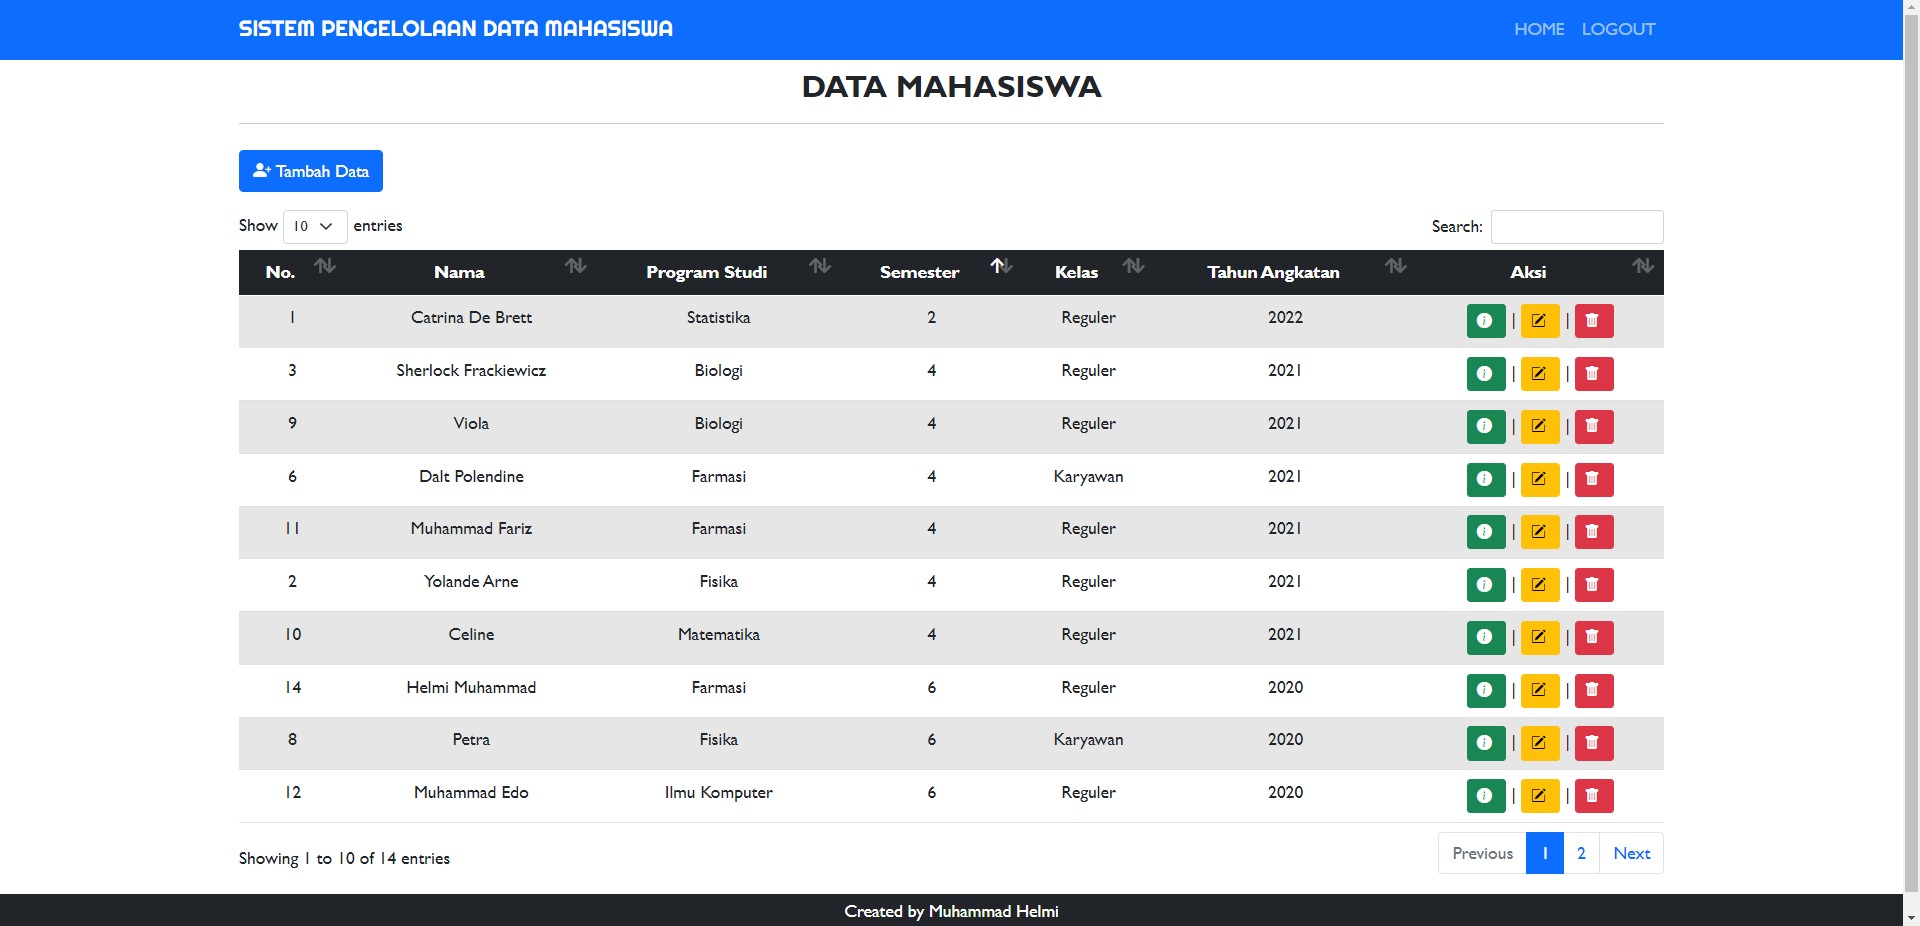 SISTEM PENGELOLAAN DATA MAHASISWA HOME LOGOUT
DATA MAHASISWA
Tambah Data
Show 10 entries Search:
No. Nama Program Studi Semester Kelas Tahun Angkatan Aksi
1 Catrina De Brett Statistika 2 Reguler 2022 | |
3 Sherlock Frackiewicz Biologi 4 Reguler 2021 | |
9 Viola Biologi 4 Reguler 2021 | |
6 Dalt Polendine Farmasi 4 Karyawan 2021 | |
11 Muhammad Fariz Farmasi 4 Reguler 2021 | |
2 Yolande Arne Fisika 4 Reguler 2021 | |
10 Celine Matematika 4 Reguler 2021 | |
14 Helmi Muhammad Farmasi 6 Reguler 2020 | |
8 Petra Fisika 6 Karyawan 2020 | |
12 Muhammad Edo Ilmu Komputer 6 Reguler 2020 | |
Showing 1 to 10 of 14 entries Previous 1 2 Next
Created by Muhammad Helmi